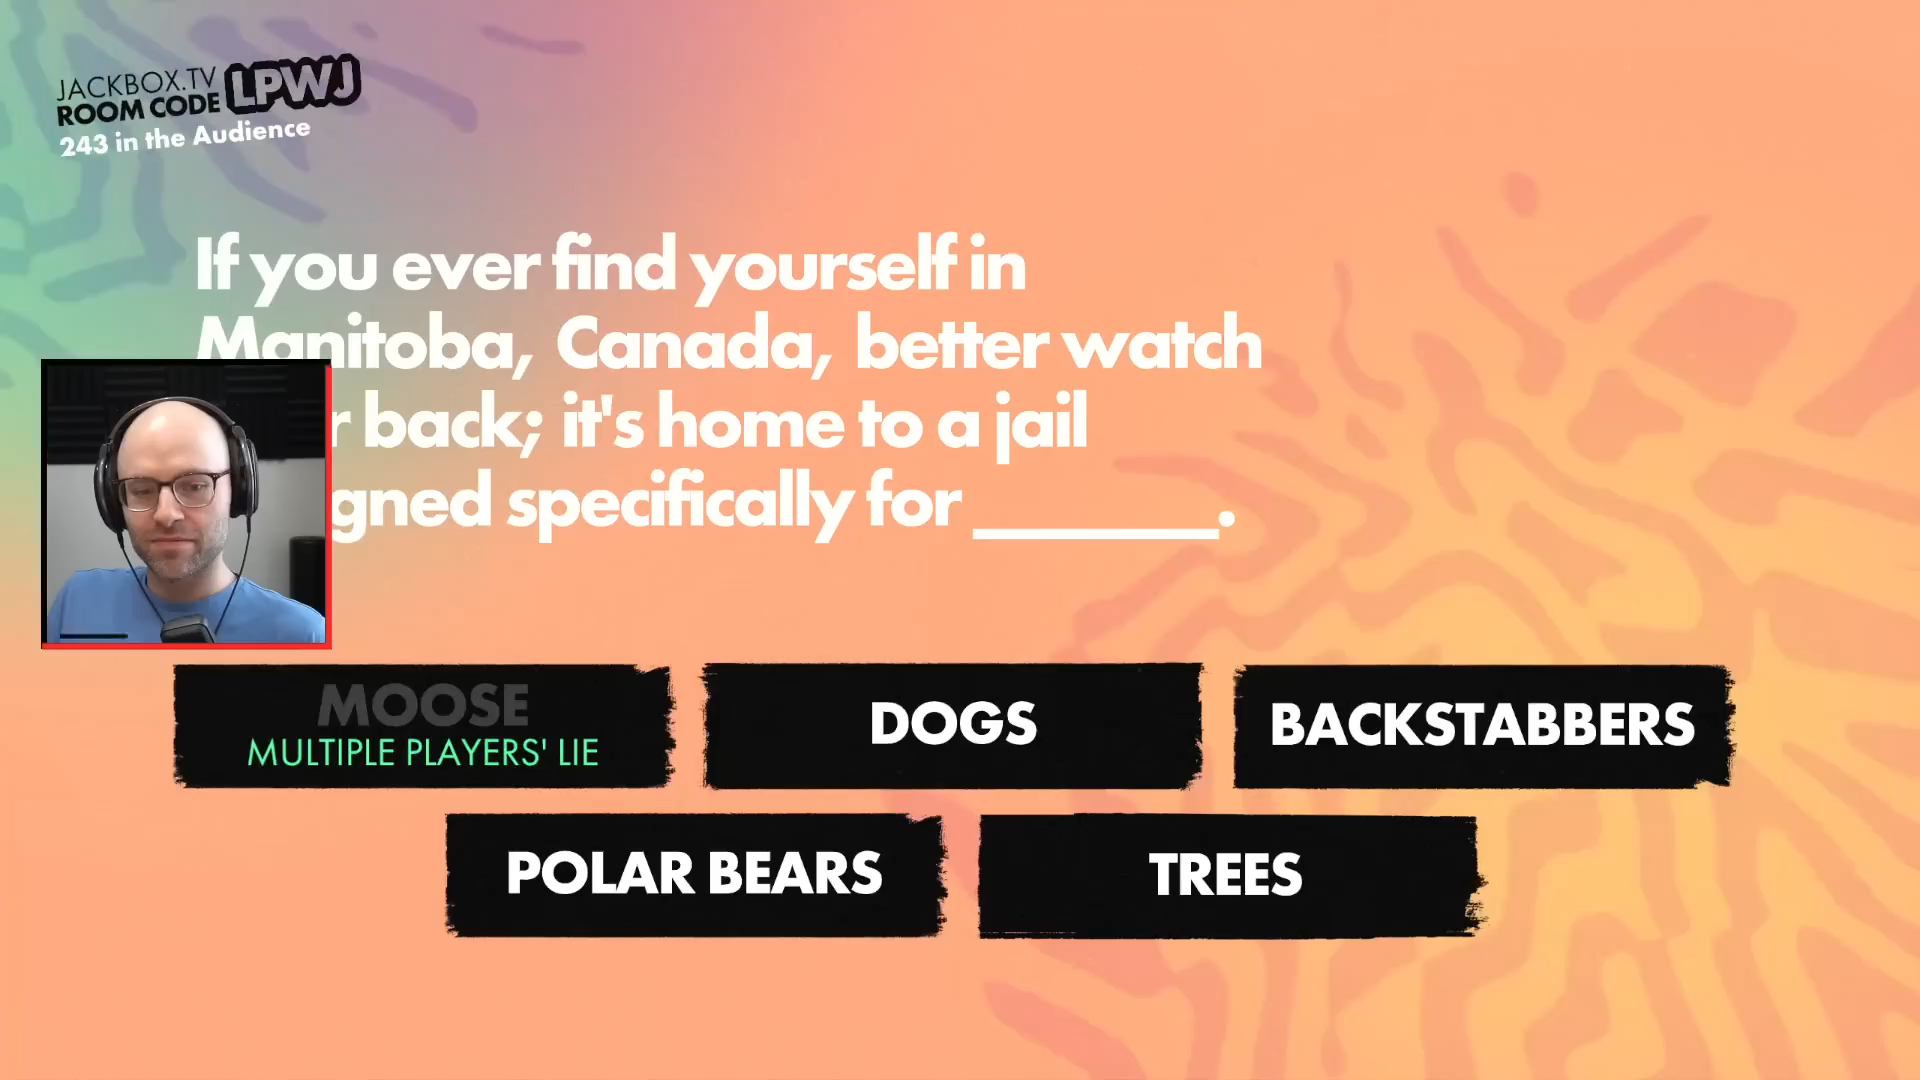 JACKBOX.TV
ROOM CODE LPWJ
243 in the Audience
If you ever find yourself in
Manitoba, Canada, better watch
back; it's home to a jail
specifically for ______.
MOOSE
MULTIPLE PLAYERS' LIE
DOGS
BACKSTABBERS
POLAR BEARS
TREES